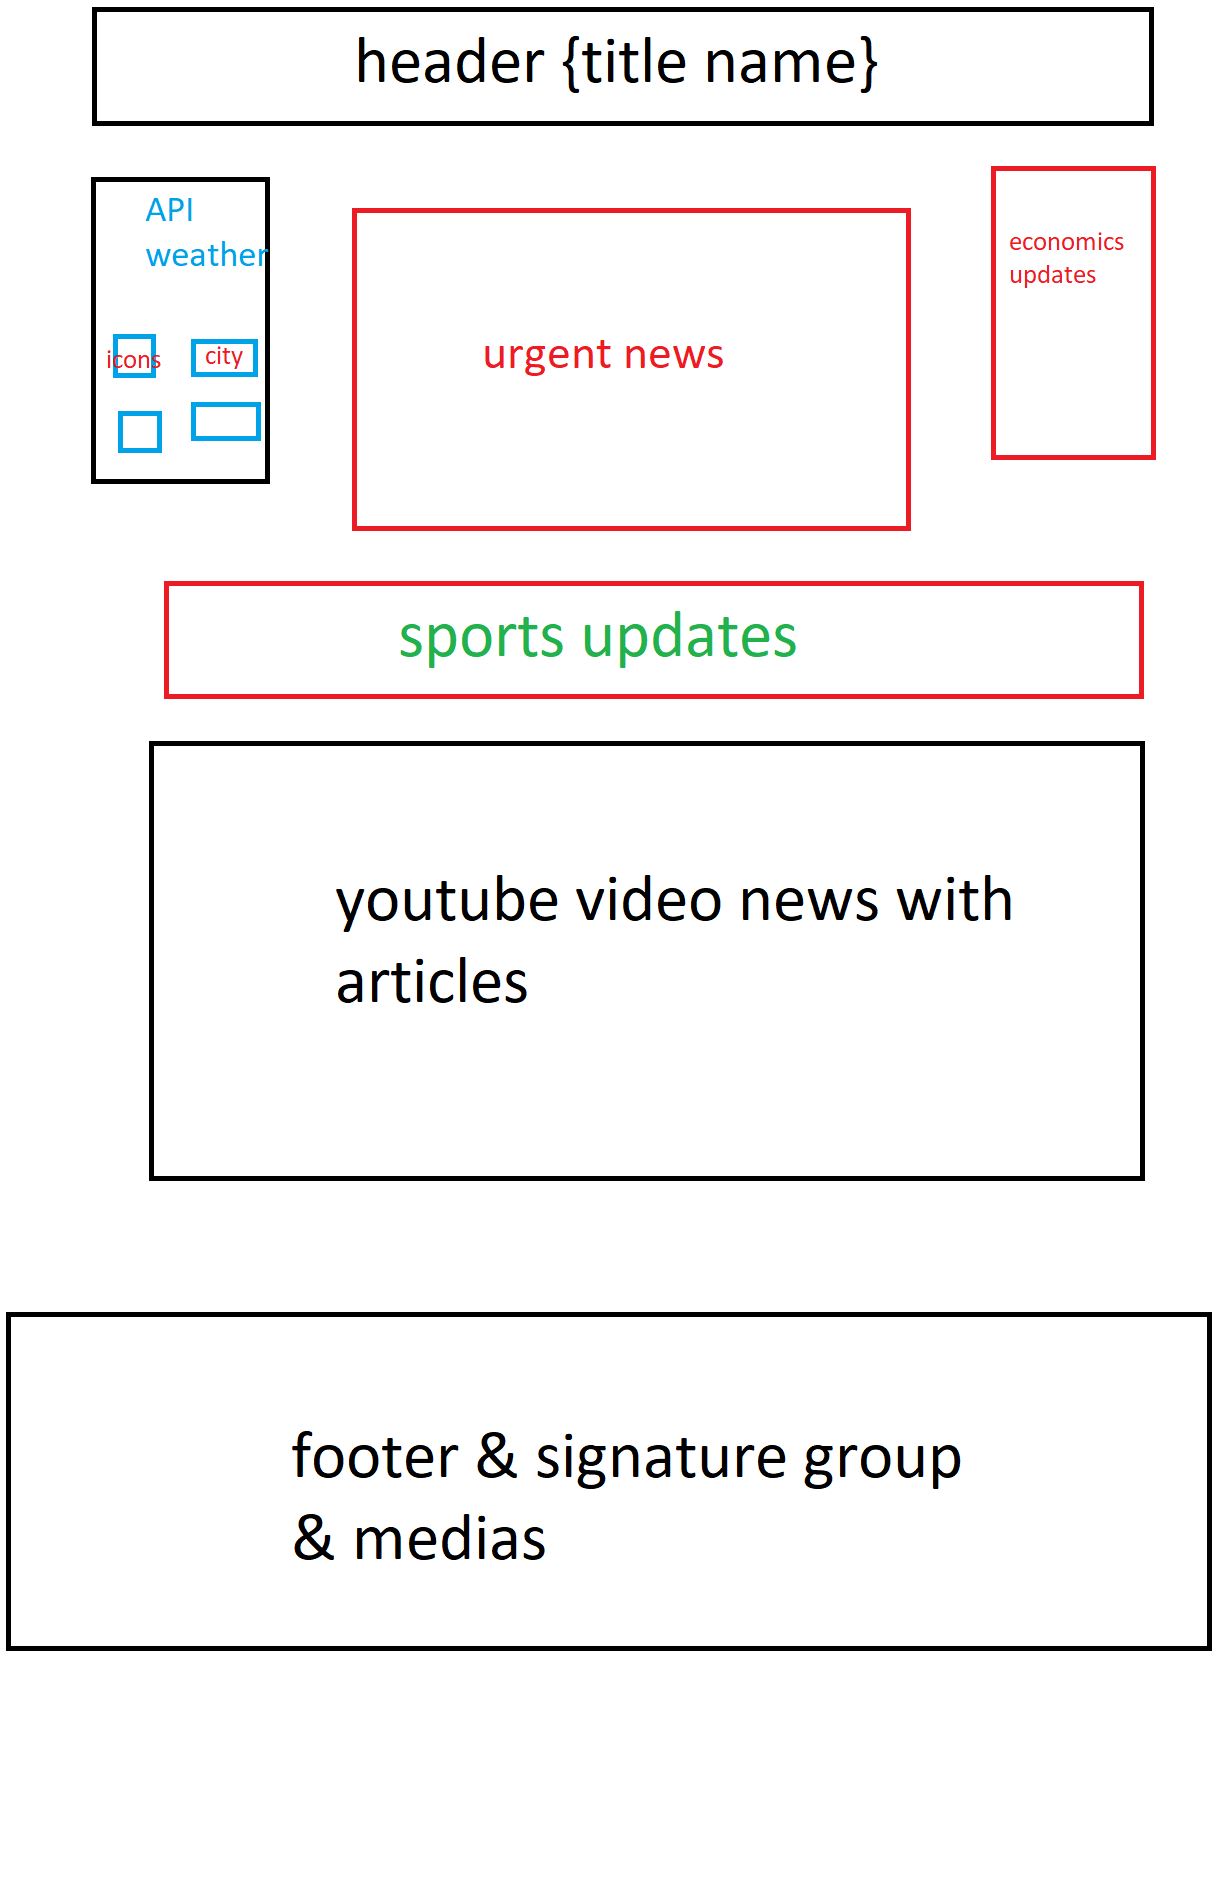 header {title name}
API
weather
icons
city
urgent news
economics
updates
sports updates
youtube video news with
articles
footer & signature group
& medias